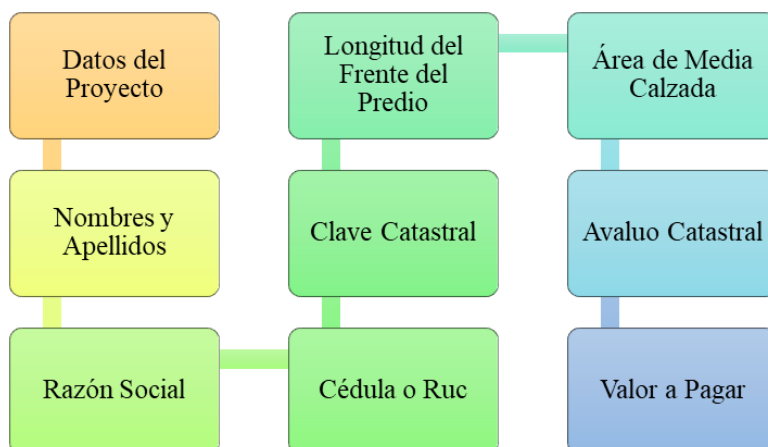 Datos del
Proyecto
Nombres y
Apellidos
Razón Social
Cédula o Ruc
Clave Catastral
Longitud del
Frente del
Predio
Área de Media
Calzada
Avaluo Catastral
Valor a Pagar